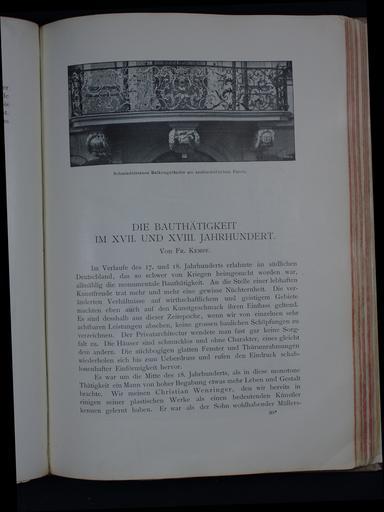 Schmiedeisernes Balkongeländer am erzbischöflichen Palais.
DIE BAUTHÄTIGKEIT
IM XVII. UND XVIII. JAHRHUNDERT.
VON FR. KEMPF.
Im Verlaufe des 17. und 18. Jahrhunderts erlahmte im südlichen
Deutschland, das so schwer von Kriegen heimgesucht worden war,
allmählig die monumentale Bauthätigkeit. An die Stelle einer lebhaften
Kunstfreude trat mehr und mehr eine gewisse Nüchternheit. Die ver-
änderten Verhältnisse auf wirthschaftlichem und geistigem Gebiete
machten eben auch auf den Kunstgeschmack ihren Einfluss geltend.
Es sind desshalb aus dieser Zeitepoche, wenn wir von einzelnen sehr
achtbaren Leistungen absehen, keine grossen baulichen Schöpfungen zu
verzeichnen. Der Privatarchitectur wendete man fast gar keine Sorg-
falt zu. Die Häuser sind schmucklos und ohne Charakter, eines gleicht
dem andern. Die stichbogigen glatten Fenster und Thürumrahmungen
wiederholen sich bis zum Ueberdruss und rufen den Eindruck schab-
lonenhafter Einförmigkeit hervor.
Es war um die Mitte des 18. Jahrhunderts, als in diese monotone
Thätigkeit ein Mann von hoher Begabung etwas mehr Leben und Gestalt
brachte. Wir meinen Christian Wenzinger, den wir bereits in
einigen seiner plastischen Werke als einen bedeutenden Künstler
kennen gelernt haben. Er war als der Sohn wohlhabender Müllers-